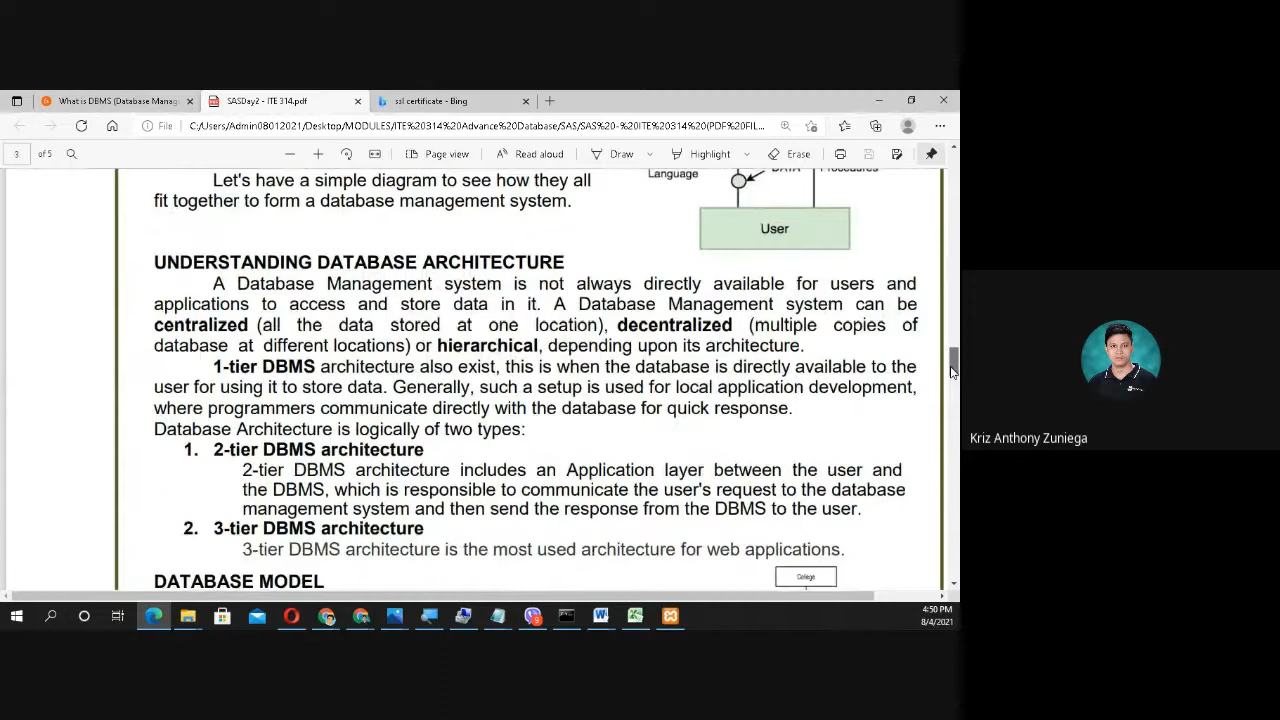 What is DBMS (Database Manag
SASDay2 - ITE 314.pdf
ssl certificate - Bing
File
C:/Users/Admin08012021/Desktop/MODULES/ITE%20314%20Advance%20Database/SAS/SAS%20-%20ITE%20314%20(PDF%20FIL...
3
of 5
Page view
Read aloud
Draw
Highlight
Erase
Let's have a simple diagram to see how they all
fit together to form a database management system.
Language
DATA
Procedures
User
UNDERSTANDING DATABASE ARCHITECTURE
A Database Management system is not always directly available for users and
applications to access and store data in it. A Database Management system can be
centralized (all the data stored at one location), decentralized (multiple copies of
database at different locations) or hierarchical, depending upon its architecture.
1-tier DBMS architecture also exist, this is when the database is directly available to the
user for using it to store data. Generally, such a setup is used for local application development,
where programmers communicate directly with the database for quick response.
Database Architecture is logically of two types:
1. 2-tier DBMS architecture
2-tier DBMS architecture includes an Application layer between the user and
the DBMS, which is responsible to communicate the user's request to the database
management system and then send the response from the DBMS to the user.
2. 3-tier DBMS architecture
3-tier DBMS architecture is the most used architecture for web applications.
DATABASE MODEL
College
9
4:50 PM
8/4/2021
Kriz Anthony Zuniega